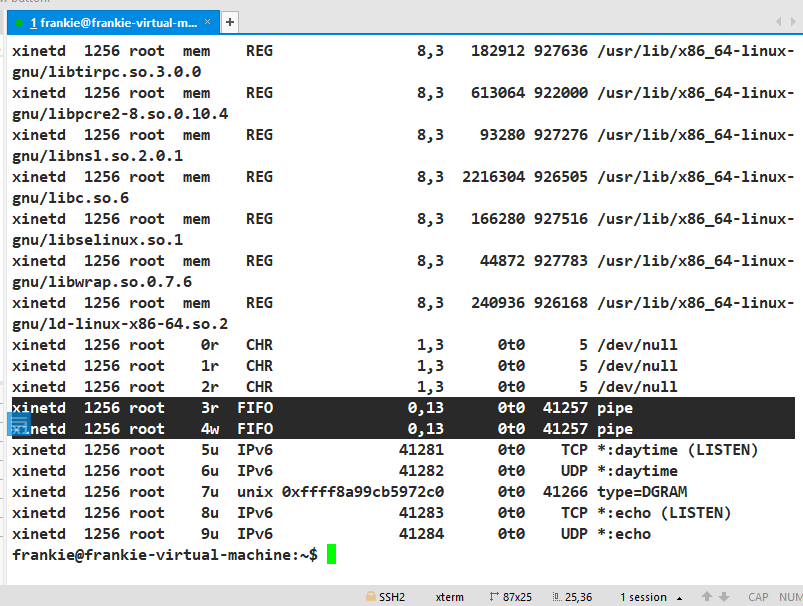 1 frankie@frankie-virtual-m... × +
xinetd 1256 root mem REG 8,3 182912 927636 /usr/lib/x86_64-linux-
gnu/libtirpc.so.3.0.0
xinetd 1256 root mem REG 8,3 613064 922000 /usr/lib/x86_64-linux-
gnu/libpcre2-8.so.0.10.4
xinetd 1256 root mem REG 8,3 93280 927276 /usr/lib/x86_64-linux-
gnu/libnsl.so.2.0.1
xinetd 1256 root mem REG 8,3 2216304 926505 /usr/lib/x86_64-linux-
gnu/libc.so.6
xinetd 1256 root mem REG 8,3 166280 927516 /usr/lib/x86_64-linux-
gnu/libselinux.so.1
xinetd 1256 root mem REG 8,3 44872 927783 /usr/lib/x86_64-linux-
gnu/libwrap.so.0.7.6
xinetd 1256 root mem REG 8,3 240936 926168 /usr/lib/x86_64-linux-
gnu/ld-linux-x86-64.so.2
xinetd 1256 root 0r CHR 1,3 0t0 5 /dev/null
xinetd 1256 root 1r CHR 1,3 0t0 5 /dev/null
xinetd 1256 root 2r CHR 1,3 0t0 5 /dev/null
xinetd 1256 root 3r FIFO 0,13 0t0 41257 pipe
xinetd 1256 root 4w FIFO 0,13 0t0 41257 pipe
xinetd 1256 root 5u IPv6 41281 0t0 TCP *:daytime (LISTEN)
xinetd 1256 root 6u IPv6 41282 0t0 UDP *:daytime
xinetd 1256 root 7u unix 0xffff8a99cb5972c0 0t0 41266 type=DGRAM
xinetd 1256 root 8u IPv6 41283 0t0 TCP *:echo (LISTEN)
xinetd 1256 root 9u IPv6 41284 0t0 UDP *:echo
frankie@frankie-virtual-machine:~$
SSH2 xterm 87x25 25,36 1 session CAP NUM